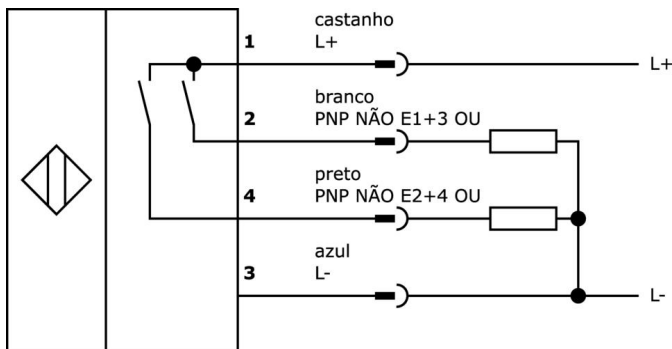 castanho
1 L+ L+
branco
2 PNP NÃO E1+3 OU
preto
4 PNP NÃO E2+4 OU
azul
3 L- L-